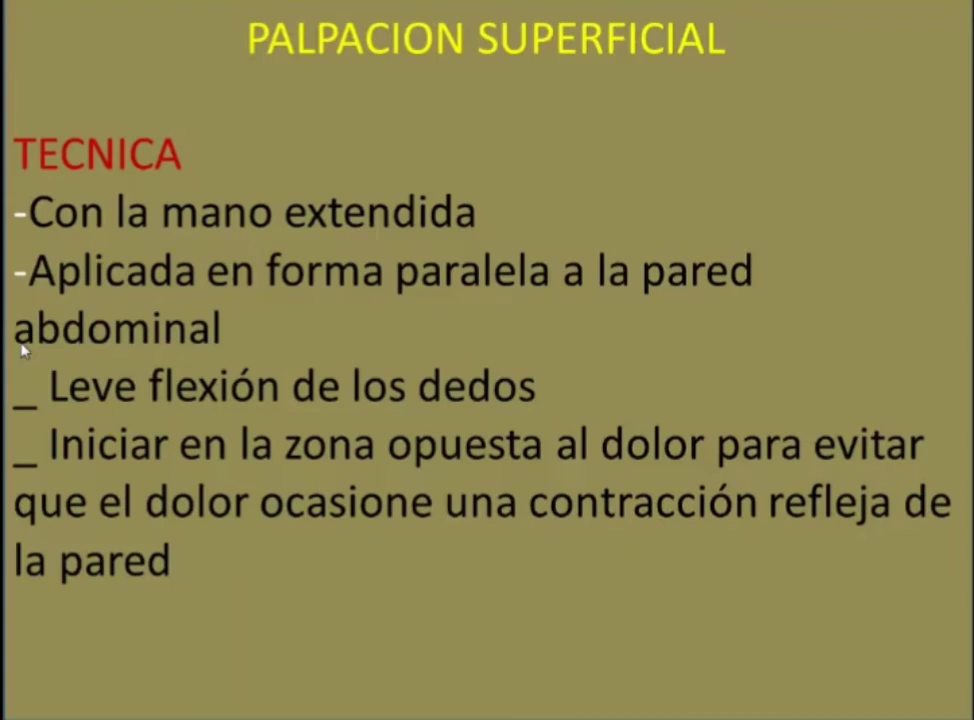 PALPACION SUPERFICIAL
TECNICA
-Con la mano extendida
-Aplicada en forma paralela a la pared
abdominal
_ Leve flexión de los dedos
_ Iniciar en la zona opuesta al dolor para evitar
que el dolor ocasione una contracción refleja de
la pared